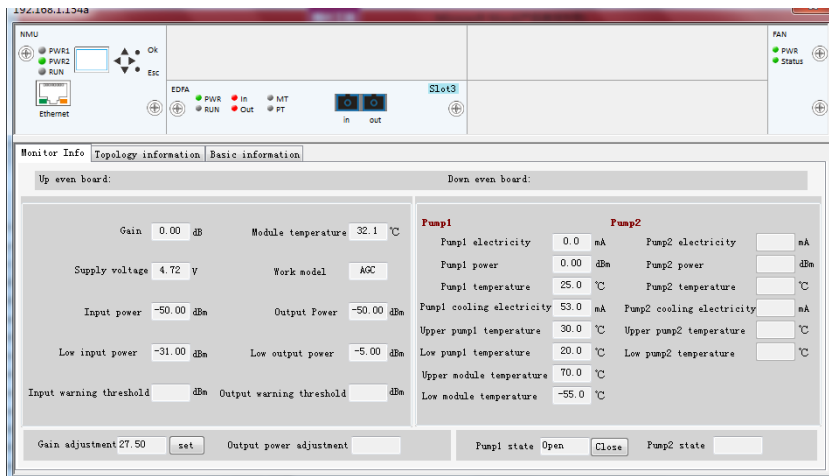 192.168.1.154a
NMU
PWR1
PWR2
RUN
Ok
Esc
Ethernet
EDFA
PWR In MT
RUN Out PT
in out
Slot3
FAN
PWR
Status
Monitor Info Topology information Basic information
Up even board: Down even board:
Gain 0.00 dB Module temperature 32.1 ℃
Supply voltage 4.72 V Work model AGC
Input power -50.00 dBm Output Power -50.00 dBm
Low input power -31.00 dBm Low output power -5.00 dBm
Input warning threshold dBm Output warning threshold dBm
Pump1 Pump2
Pump1 electricity 0.0 mA Pump2 electricity mA
Pump1 power 0.00 dBm Pump2 power dBm
Pump1 temperature 25.0 ℃ Pump2 temperature ℃
Pump1 cooling electricity 53.0 mA Pump2 cooling electricity mA
Upper pump1 temperature 30.0 ℃ Upper pump2 temperature ℃
Low pump1 temperature 20.0 ℃ Low pump2 temperature ℃
Upper module temperature 70.0 ℃
Low module temperature -55.0 ℃
Gain adjustment 27.50 set Output power adjustment Pump1 state Open Close Pump2 state